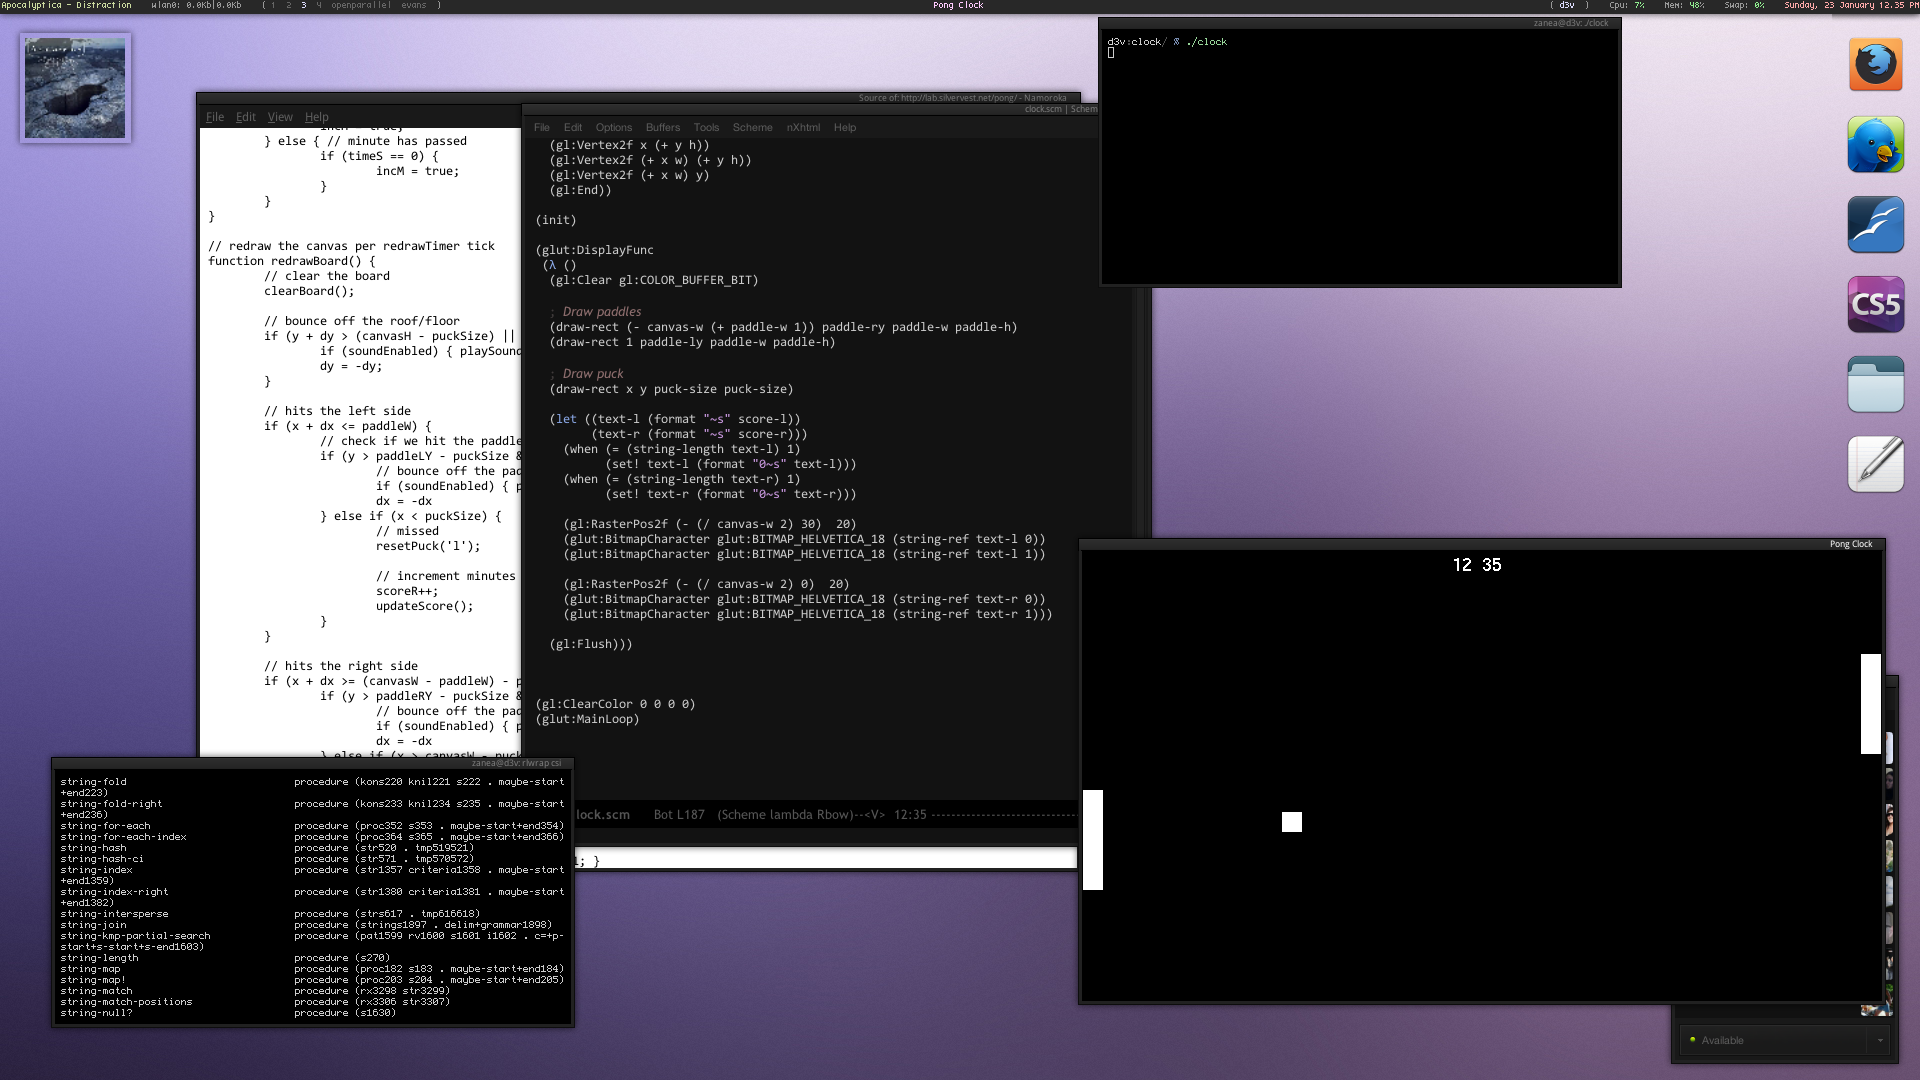 Apocalyptica - Distraction wlan0: 0.0Kb|0.0Kb ( 1 2 3 4 openparallel evans )
Pong Clock
( d3v ) Cpu: 7% Mem: 48% Swap: 0% Sunday, 23 January 12.35 PM
zanea@d3v: ./clock
d3v:clock/ % ./clock
Source of: http://lab.silvervest.net/pong/ - Namoroka
File Edit View Help
} else { // minute has passed
if (timeS == 0) {
incM = true;
}
}
}
// redraw the canvas per redrawTimer tick
function redrawBoard() {
// clear the board
clearBoard();
// bounce off the roof/floor
if (y + dy > (canvasH - puckSize) ||
if (soundEnabled) { playSound
dy = -dy;
}
// hits the left side
if (x + dx <= paddleW) {
// check if we hit the paddle
if (y > paddleLY - puckSize &
// bounce off the pad
if (soundEnabled) { p
dx = -dx
} else if (x < puckSize) {
// missed
resetPuck('l');
// increment minutes
scoreR++;
updateScore();
}
}
// hits the right side
if (x + dx >= (canvasW - paddleW) - p
if (y > paddleRY - puckSize &
// bounce off the pad
if (soundEnabled) { p
dx = -dx
} else if (x > canvasW - puck
; }
clock.scm | Schem
File Edit Options Buffers Tools Scheme nXhtml Help
(gl:Vertex2f x (+ y h))
(gl:Vertex2f (+ x w) (+ y h))
(gl:Vertex2f (+ x w) y)
(gl:End))
(init)
(glut:DisplayFunc
(λ ()
(gl:Clear gl:COLOR_BUFFER_BIT)
; Draw paddles
(draw-rect (- canvas-w (+ paddle-w 1)) paddle-ry paddle-w paddle-h)
(draw-rect 1 paddle-ly paddle-w paddle-h)
; Draw puck
(draw-rect x y puck-size puck-size)
(let ((text-l (format "~s" score-l))
(text-r (format "~s" score-r)))
(when (= (string-length text-l) 1)
(set! text-l (format "0~s" text-l)))
(when (= (string-length text-r) 1)
(set! text-r (format "0~s" text-r)))
(gl:RasterPos2f (- (/ canvas-w 2) 30) 20)
(glut:BitmapCharacter glut:BITMAP_HELVETICA_18 (string-ref text-l 0))
(glut:BitmapCharacter glut:BITMAP_HELVETICA_18 (string-ref text-l 1))
(gl:RasterPos2f (- (/ canvas-w 2) 0) 20)
(glut:BitmapCharacter glut:BITMAP_HELVETICA_18 (string-ref text-r 0))
(glut:BitmapCharacter glut:BITMAP_HELVETICA_18 (string-ref text-r 1)))
(gl:Flush)))
(gl:ClearColor 0 0 0 0)
(glut:MainLoop)
lock.scm Bot L187 (Scheme lambda Rbow)--<V> 12:35 ----------------------------
zanea@d3v: rlwrap csi
string-fold procedure (kons220 knil221 s222 . maybe-start
+end223)
string-fold-right procedure (kons233 knil234 s235 . maybe-start
+end236)
string-for-each procedure (proc352 s353 . maybe-start+end354)
string-for-each-index procedure (proc364 s365 . maybe-start+end366)
string-hash procedure (str520 . tmp519521)
string-hash-ci procedure (str571 . tmp570572)
string-index procedure (str1357 criteria1358 . maybe-start
+end1359)
string-index-right procedure (str1380 criteria1381 . maybe-start
+end1382)
string-intersperse procedure (strs617 . tmp616618)
string-join procedure (strings1897 . delim+grammar1898)
string-kmp-partial-search procedure (pat1599 rv1600 s1601 i1602 . c=+p-
start+s-start+s-end1603)
string-length procedure (s270)
string-map procedure (proc182 s183 . maybe-start+end184)
string-map! procedure (proc203 s204 . maybe-start+end205)
string-match procedure (rx3298 str3299)
string-match-positions procedure (rx3306 str3307)
string-null? procedure (s1630)
Pong Clock
12 35
CS5
Available